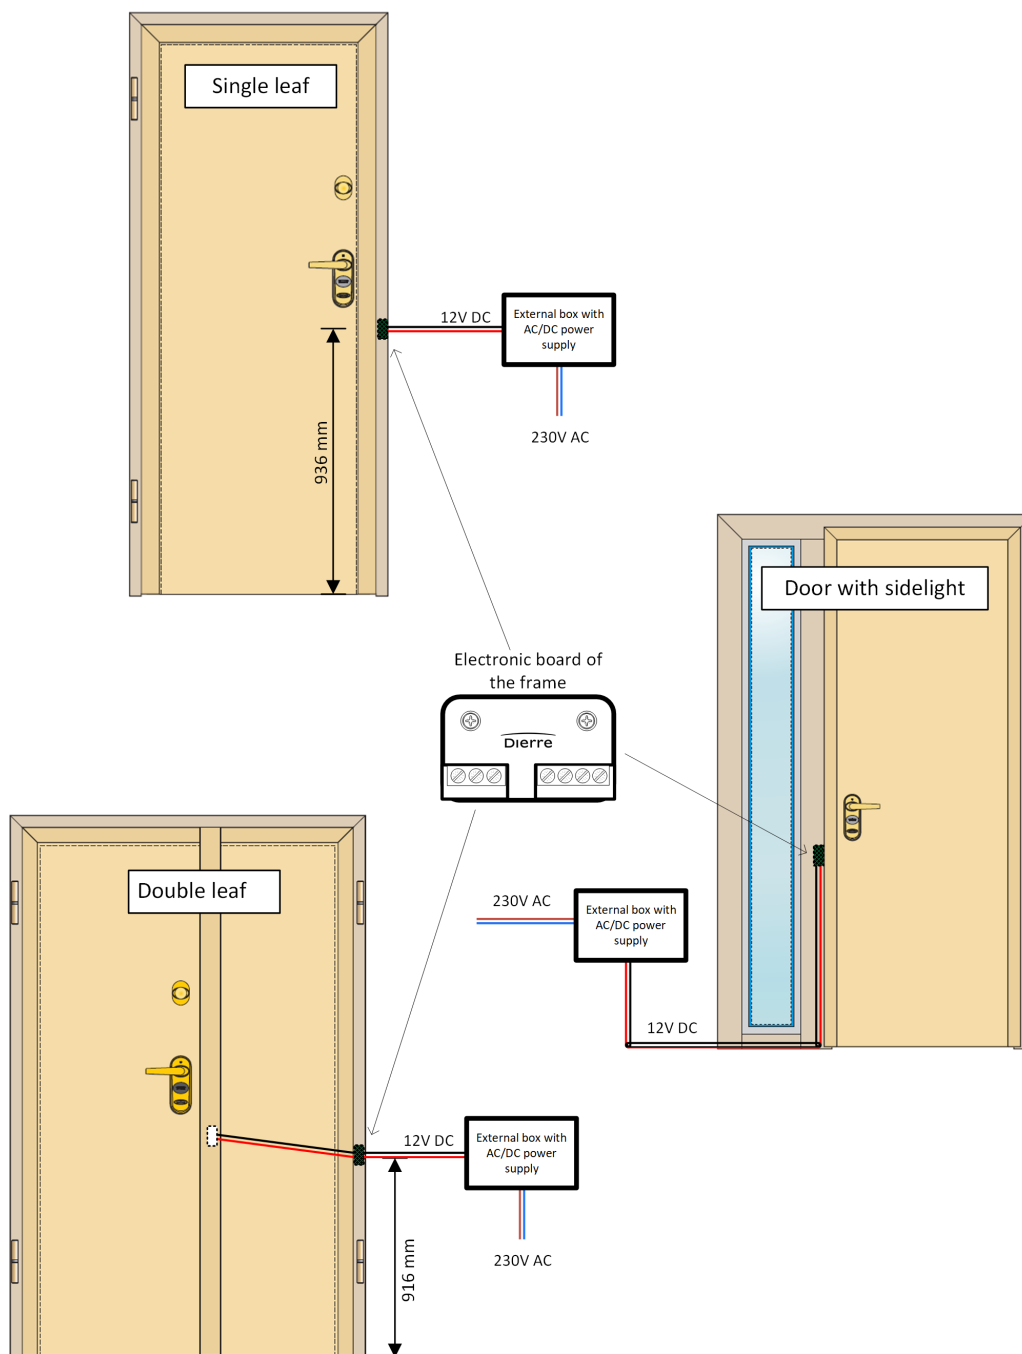 Single leaf
12V DC
External box with
AC/DC power
supply
230V AC
936 mm
Door with sidelight
Electronic board of
the frame
Dierre
Double leaf
230V AC
External box with
AC/DC power
supply
12V DC
12V DC
External box with
AC/DC power
supply
230V AC
916 mm